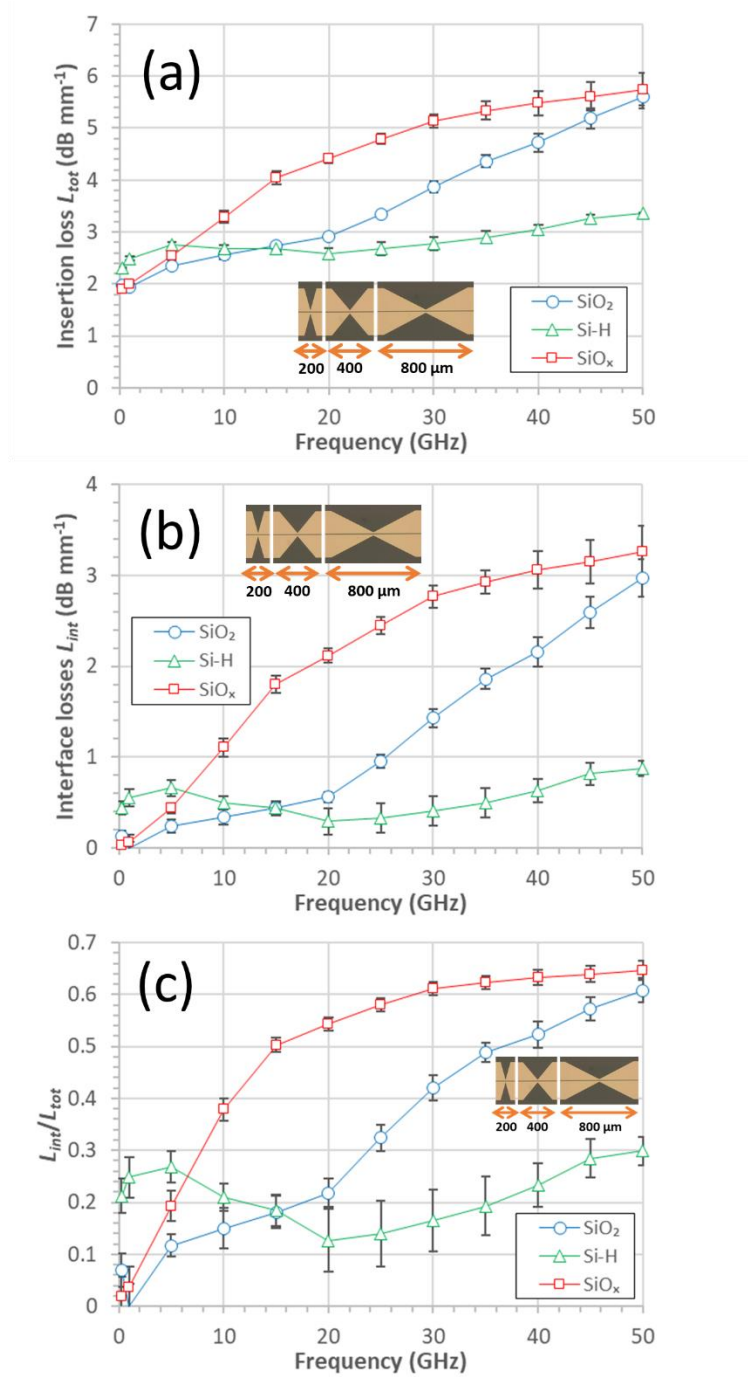 (a)
Insertion loss Ltot (dB mm⁻¹)
7
6
5
4
3
2
1
0
200 400 800 µm
SiO₂
Si-H
SiOₓ
0 10 20 30 40 50
Frequency (GHz)
(b)
Interface losses Lint (dB mm⁻¹)
4
3
2
1
0
200 400 800 µm
SiO₂
Si-H
SiOₓ
0 10 20 30 40 50
Frequency (GHz)
(c)
Lint/Ltot
0.7
0.6
0.5
0.4
0.3
0.2
0.1
0
200 400 800 µm
SiO₂
Si-H
SiOₓ
0 10 20 30 40 50
Frequency (GHz)